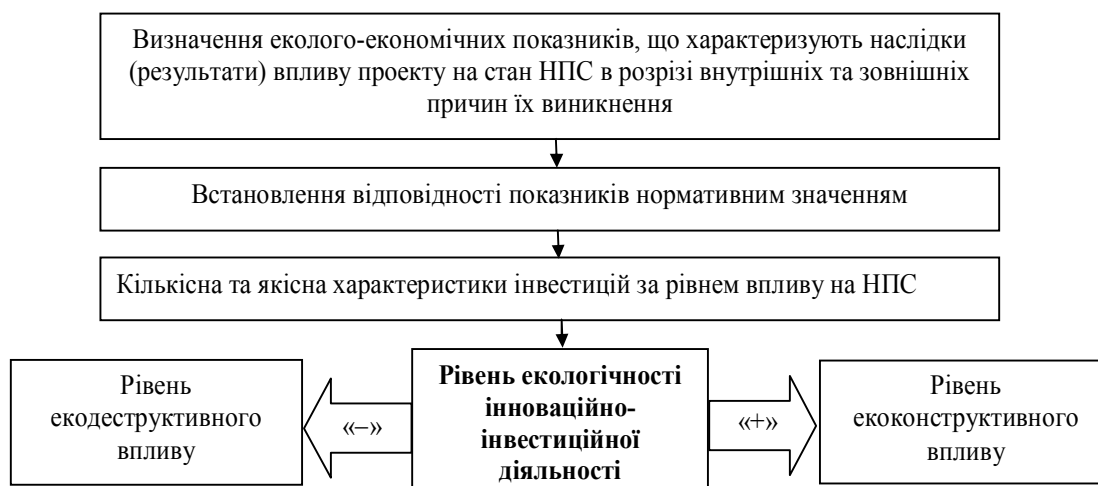 Визначення еколого-економічних показників, що характеризують наслідки
(результати) впливу проекту на стан НПС в розрізі внутрішніх та зовнішніх
причин їх виникнення
Встановлення відповідності показників нормативним значенням
Кількісна та якісна характеристики інвестицій за рівнем впливу на НПС
Рівень
екодеструктивного
впливу
«–»
Рівень екологічності
інноваційно-
інвестиційної
діяльності
«+»
Рівень
екоконструктивного
впливу